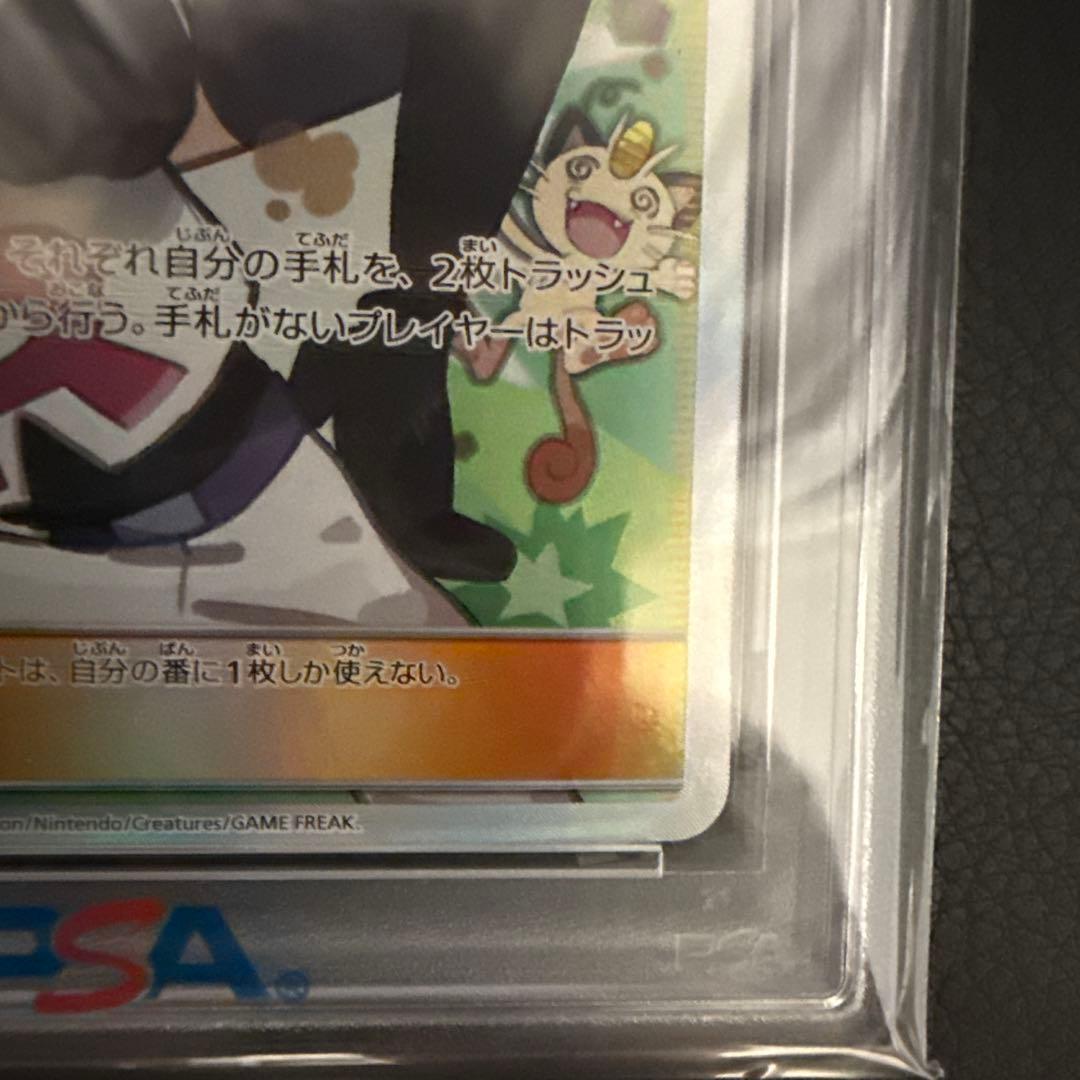 それぞれ自分の手札を、2枚トラッシュ
から行う。手札がないプレイヤーはトラッ
トは、自分の番に1枚しか使えない。
on/Nintendo/Creatures/GAME FREAK.
PSA®
PSA